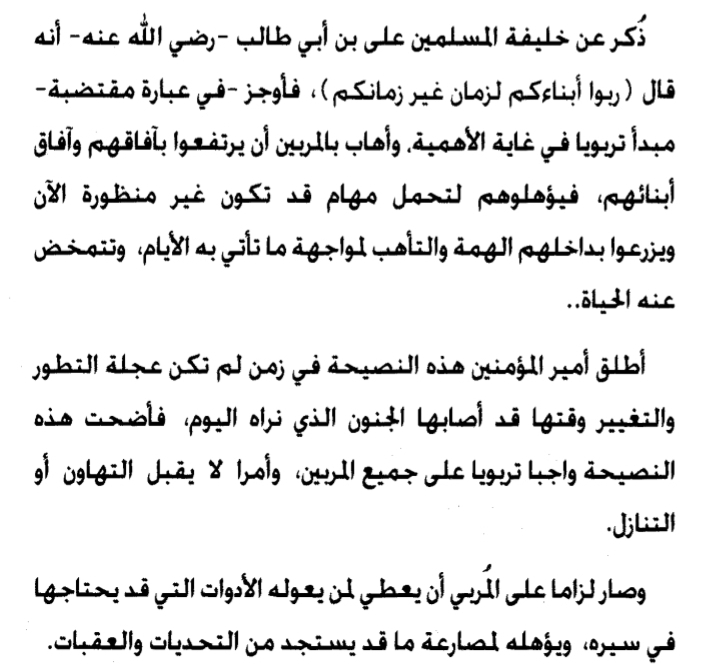 ذُكر عن خليفة المسلمين على بن أبي طالب -رضي الله عنه- أنه
قال (ربوا أبناءكم لزمان غير زمانكم)، فأوجز -في عبارة مقتضبة-
مبدأ تربويا في غاية الأهمية، وأهاب بالمربين أن يرتفعوا بآفاقهم وآفاق
أبنائهم، فيؤهلوهم لتحمل مهام قد تكون غير منظورة الآن
ويزرعوا بداخلهم الهمة والتأهب لمواجهة ما تأتي به الأيام، وتتمخض
عنه الحياة..
أطلق أمير المؤمنين هذه النصيحة في زمن لم تكن عجلة التطور
والتغيير وقتها قد أصابها الجنون الذي نراه اليوم، فأضحت هذه
النصيحة واجبا تربويا على جميع المربين، وأمرا لا يقبل التهاون أو
التنازل.
وصار لزاما على المُربي أن يعطي لمن يعوله الأدوات التي قد يحتاجها
في سيره، ويؤهله لمصارعة ما قد يستجد من التحديات والعقبات.